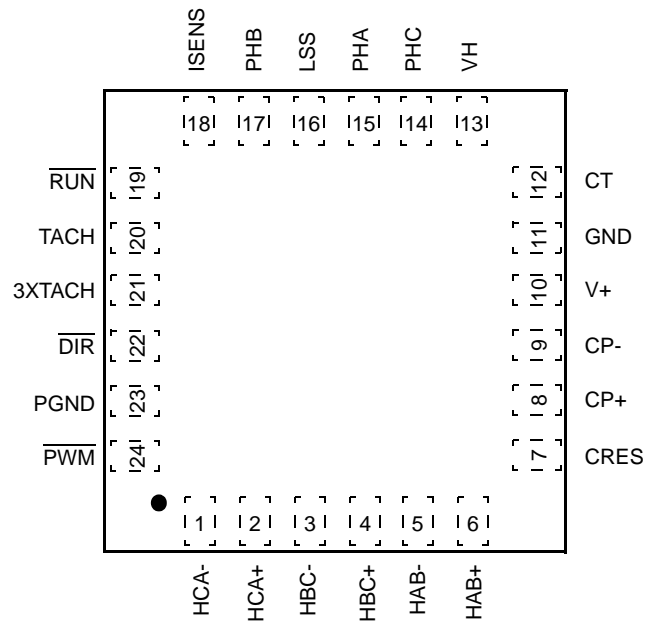 ISENS PHB LSS PHA PHC VH
18 17 16 15 14 13
RUN 19 12 CT
TACH 20 11 GND
3XTACH 21 10 V+
DIR 22 9 CP-
PGND 23 8 CP+
PWM 24 7 CRES
1 2 3 4 5 6
HCA- HCA+ HBC- HBC+ HAB- HAB+